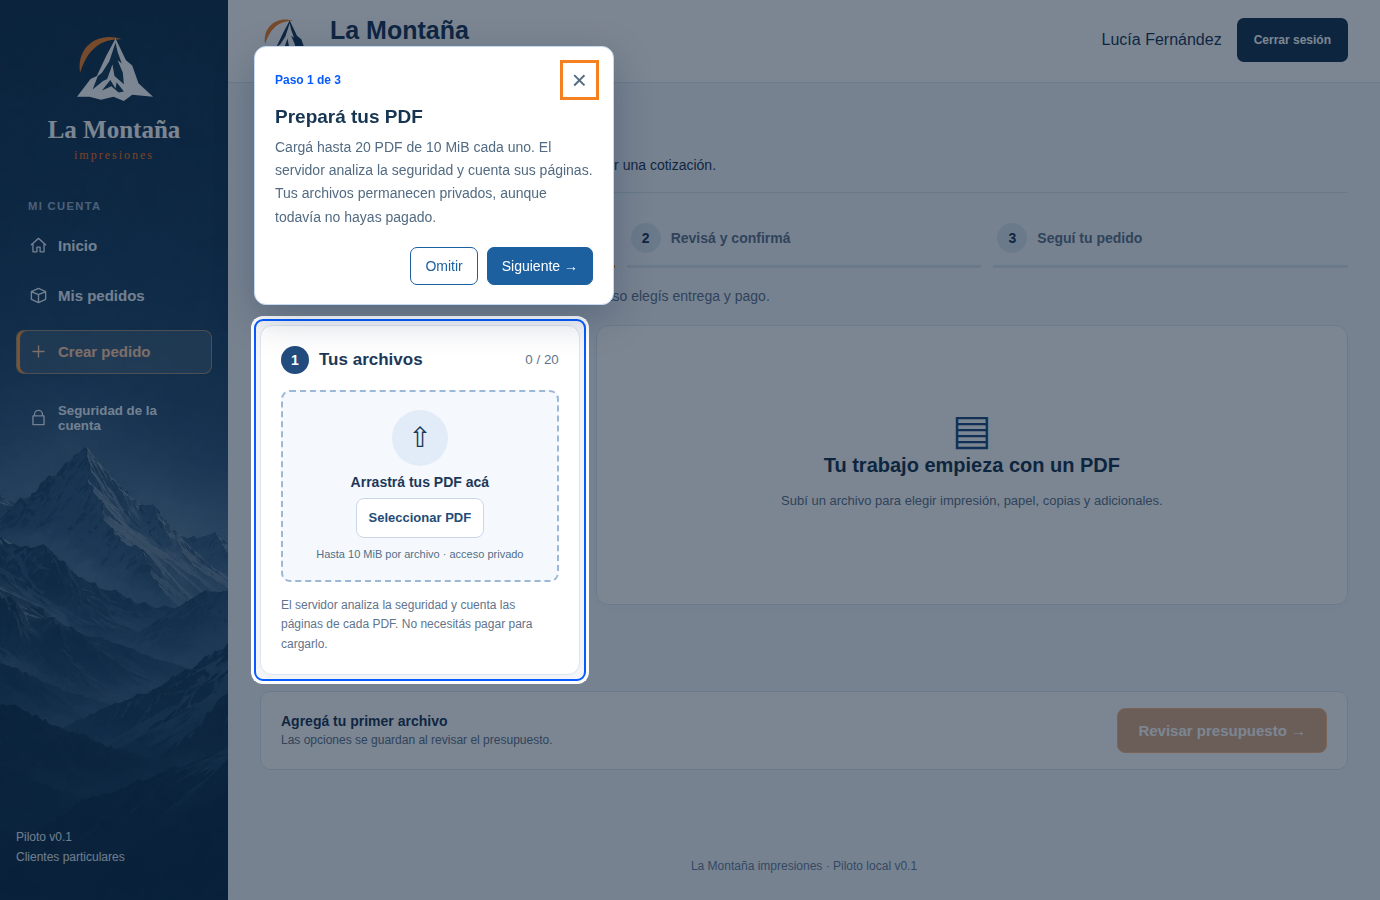 La Montaña
impresiones
MI CUENTA
Inicio
Mis pedidos
Crear pedido
Seguridad de la
cuenta
Piloto v0.1
Clientes particulares
La Montaña
Lucía Fernández
Cerrar sesión
Paso 1 de 3
✕
Prepará tus PDF
Cargá hasta 20 PDF de 10 MiB cada uno. El
servidor analiza la seguridad y cuenta sus páginas.
Tus archivos permanecen privados, aunque
todavía no hayas pagado.
Omitir
Siguiente →
una cotización.
2 Revisá y confirmá
3 Seguí tu pedido
elegís entrega y pago.
1 Tus archivos 0 / 20
⇧
Arrastrá tus PDF acá
Seleccionar PDF
Hasta 10 MiB por archivo · acceso privado
El servidor analiza la seguridad y cuenta las
páginas de cada PDF. No necesitás pagar para
cargarlo.
Tu trabajo empieza con un PDF
Subí un archivo para elegir impresión, papel, copias y adicionales.
Agregá tu primer archivo
Las opciones se guardan al revisar el presupuesto.
Revisar presupuesto →
La Montaña impresiones · Piloto local v0.1